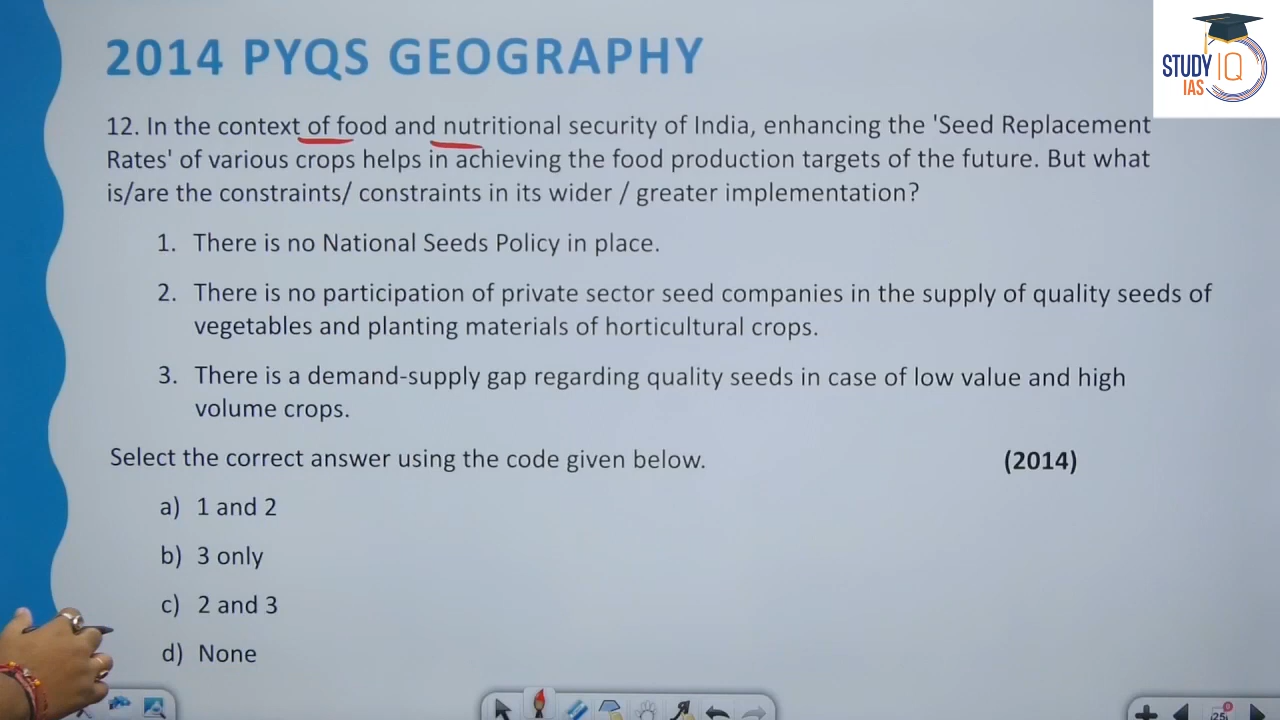 2014 PYQS GEOGRAPHY
STUDY IQ
IAS
12. In the context of food and nutritional security of India, enhancing the 'Seed Replacement
Rates' of various crops helps in achieving the food production targets of the future. But what
is/are the constraints/ constraints in its wider / greater implementation?
1. There is no National Seeds Policy in place.
2. There is no participation of private sector seed companies in the supply of quality seeds of
vegetables and planting materials of horticultural crops.
3. There is a demand-supply gap regarding quality seeds in case of low value and high
volume crops.
Select the correct answer using the code given below. (2014)
a) 1 and 2
b) 3 only
c) 2 and 3
d) None